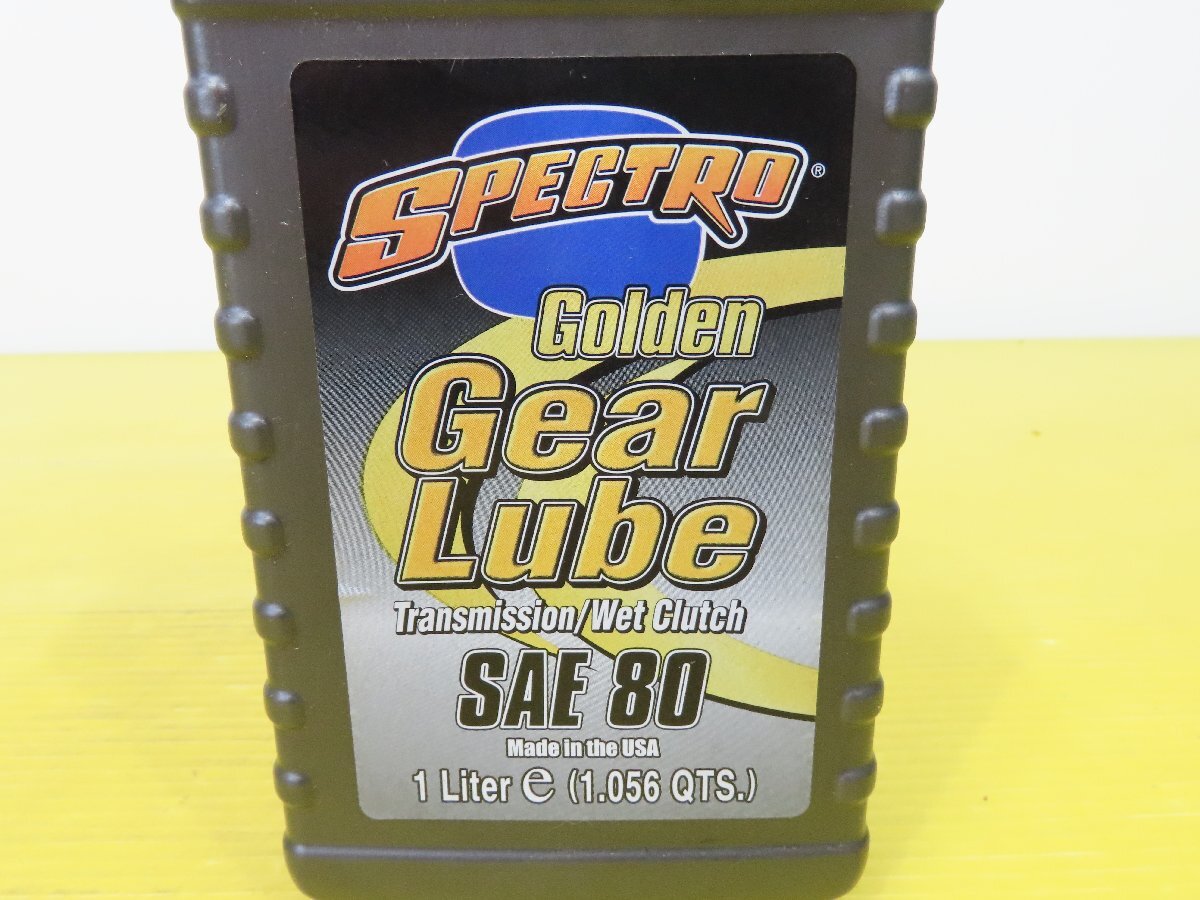 SPECTRO®
Golden
Gear
Lube
Transmission/Wet Clutch
SAE 80
Made in the USA
1 Liter ℮ (1.056 QTS.)